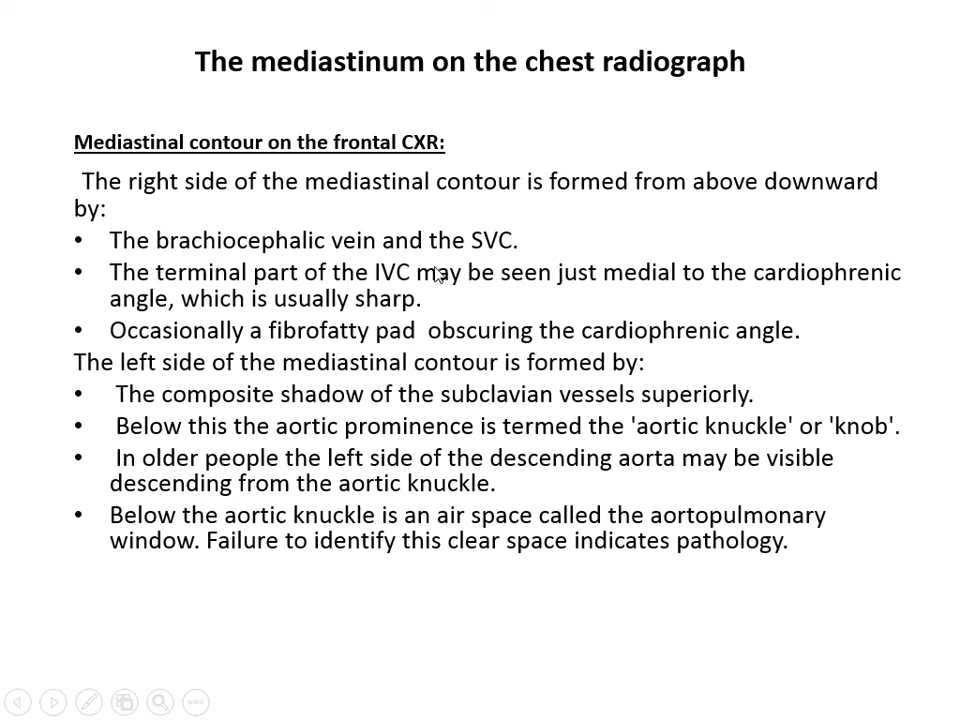 The mediastinum on the chest radiograph
Mediastinal contour on the frontal CXR:
The right side of the mediastinal contour is formed from above downward
by:
• The brachiocephalic vein and the SVC.
• The terminal part of the IVC may be seen just medial to the cardiophrenic
angle, which is usually sharp.
• Occasionally a fibrofatty pad obscuring the cardiophrenic angle.
The left side of the mediastinal contour is formed by:
• The composite shadow of the subclavian vessels superiorly.
• Below this the aortic prominence is termed the 'aortic knuckle' or 'knob'.
• In older people the left side of the descending aorta may be visible
descending from the aortic knuckle.
• Below the aortic knuckle is an air space called the aortopulmonary
window. Failure to identify this clear space indicates pathology.